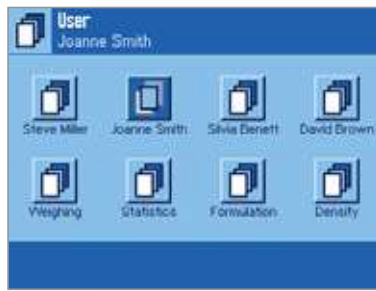 User
Joanne Smith
Steve Miller
Joanne Smith
Silvia Benett
David Brown
Weighing
Statistics
Formulation
Density